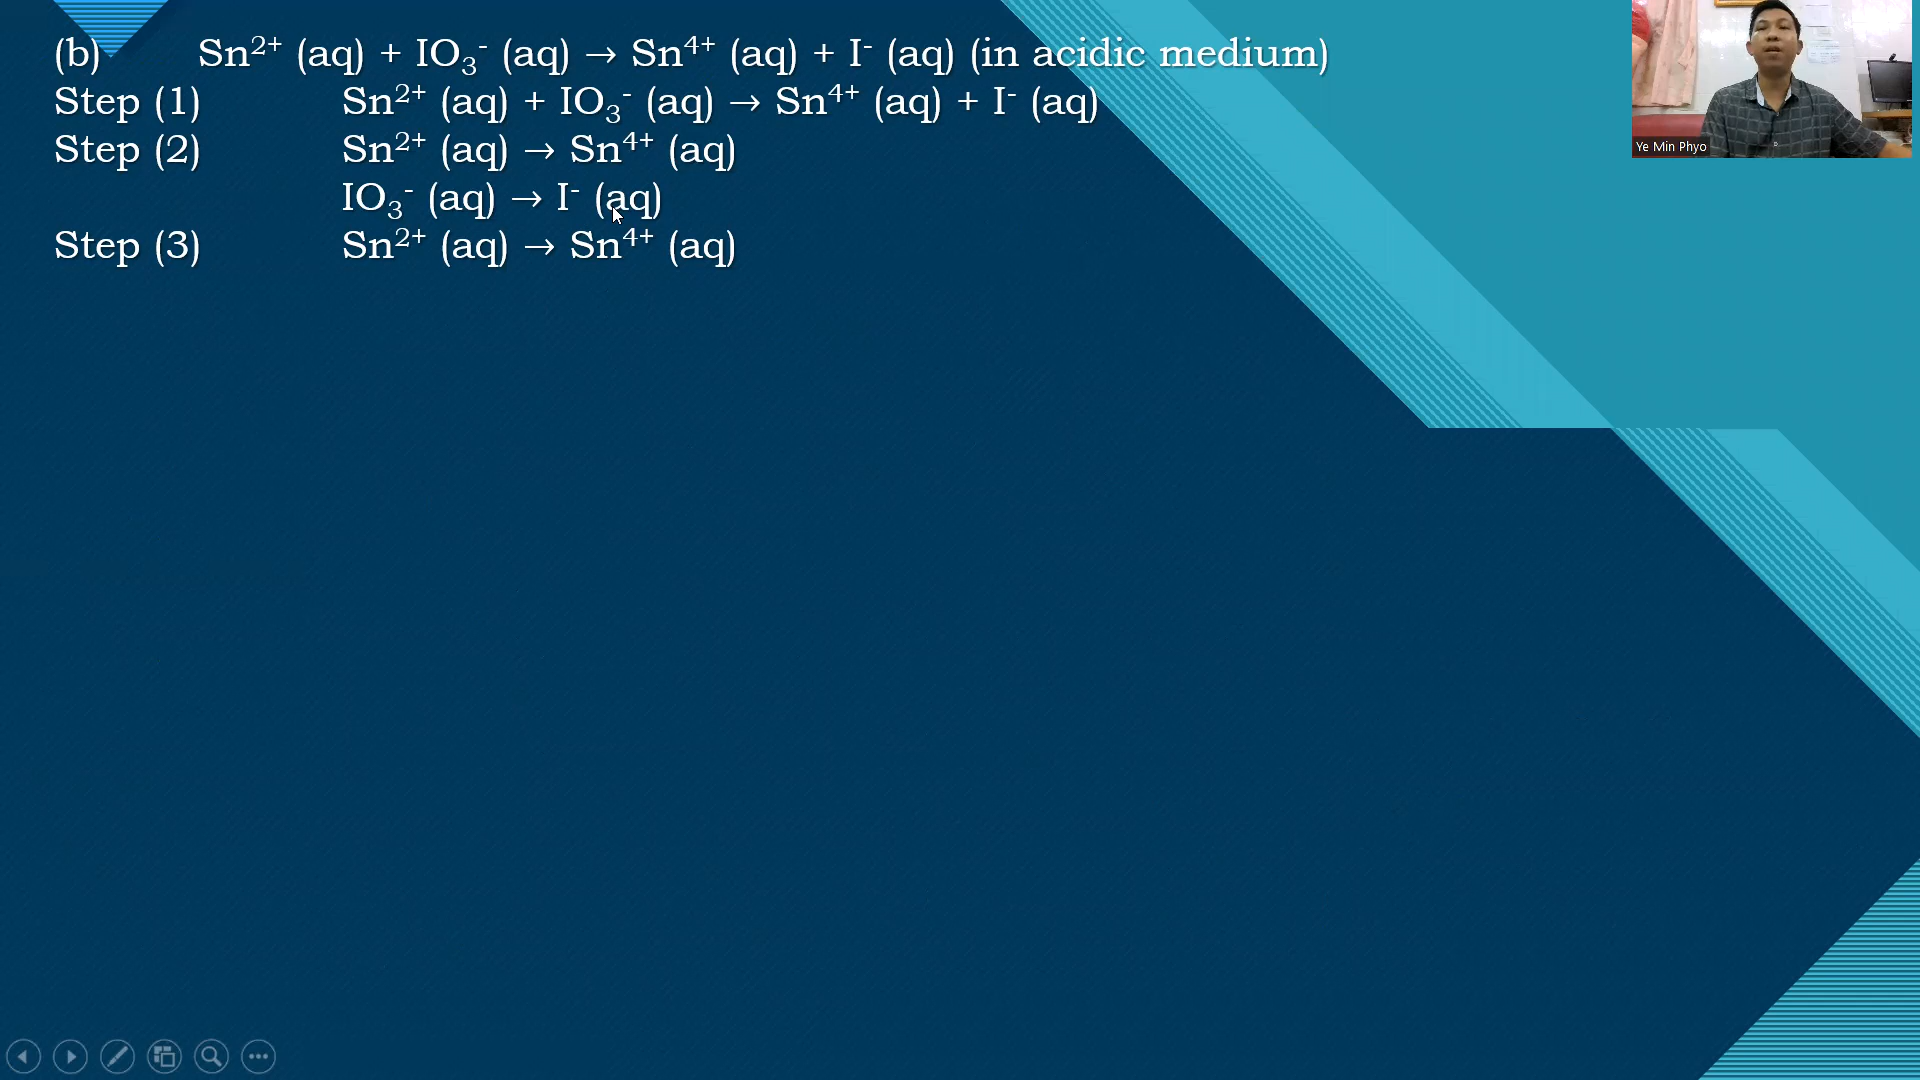 (b) Sn²⁺ (aq) + IO₃⁻ (aq) → Sn⁴⁺ (aq) + I⁻ (aq) (in acidic medium)
Step (1) Sn²⁺ (aq) + IO₃⁻ (aq) → Sn⁴⁺ (aq) + I⁻ (aq)
Step (2) Sn²⁺ (aq) → Sn⁴⁺ (aq)
IO₃⁻ (aq) → I⁻ (aq)
Step (3) Sn²⁺ (aq) → Sn⁴⁺ (aq)
Ye Min Phyo